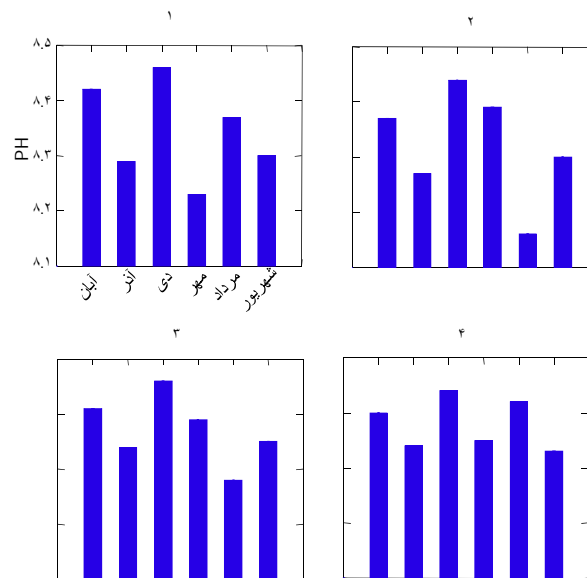 ۱
۲
۸.۵
۸.۴
۸.۳
۸.۲
۸.۱
PH
آبان
آذر
دی
مهر
مرداد
شهریور
۳
۴